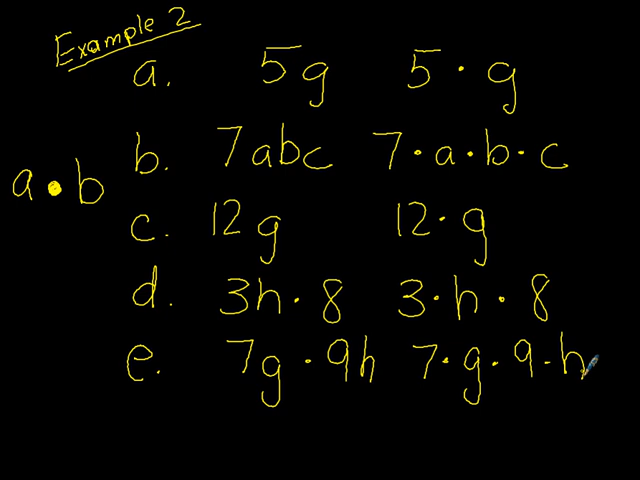 Example 2
a. 5g 5 · g
b. 7abc 7 · a · b · c
a · b
c. 12g 12 · g
d. 3h · 8 3 · h · 8
e. 7g · 9h 7 · g · 9 · h